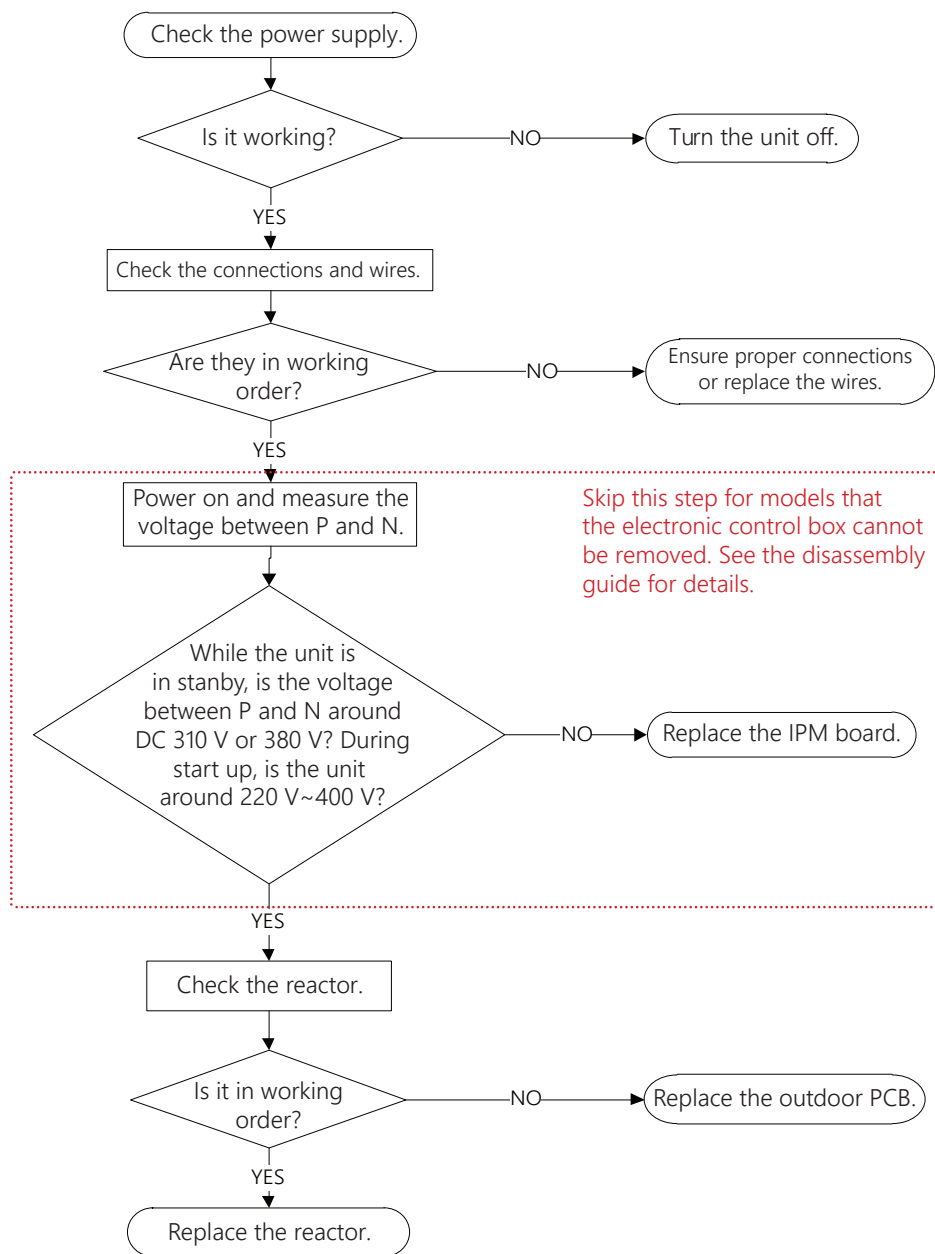 Check the power supply.
Is it working?
NO
Turn the unit off.
YES
Check the connections and wires.
Are they in working
order?
NO
Ensure proper connections
or replace the wires.
YES
Power on and measure the
voltage between P and N.
Skip this step for models that
the electronic control box cannot
be removed. See the disassembly
guide for details.
While the unit is
in stanby, is the voltage
between P and N around
DC 310 V or 380 V? During
start up, is the unit
around 220 V~400 V?
NO
Replace the IPM board.
YES
Check the reactor.
Is it in working
order?
NO
Replace the outdoor PCB.
YES
Replace the reactor.